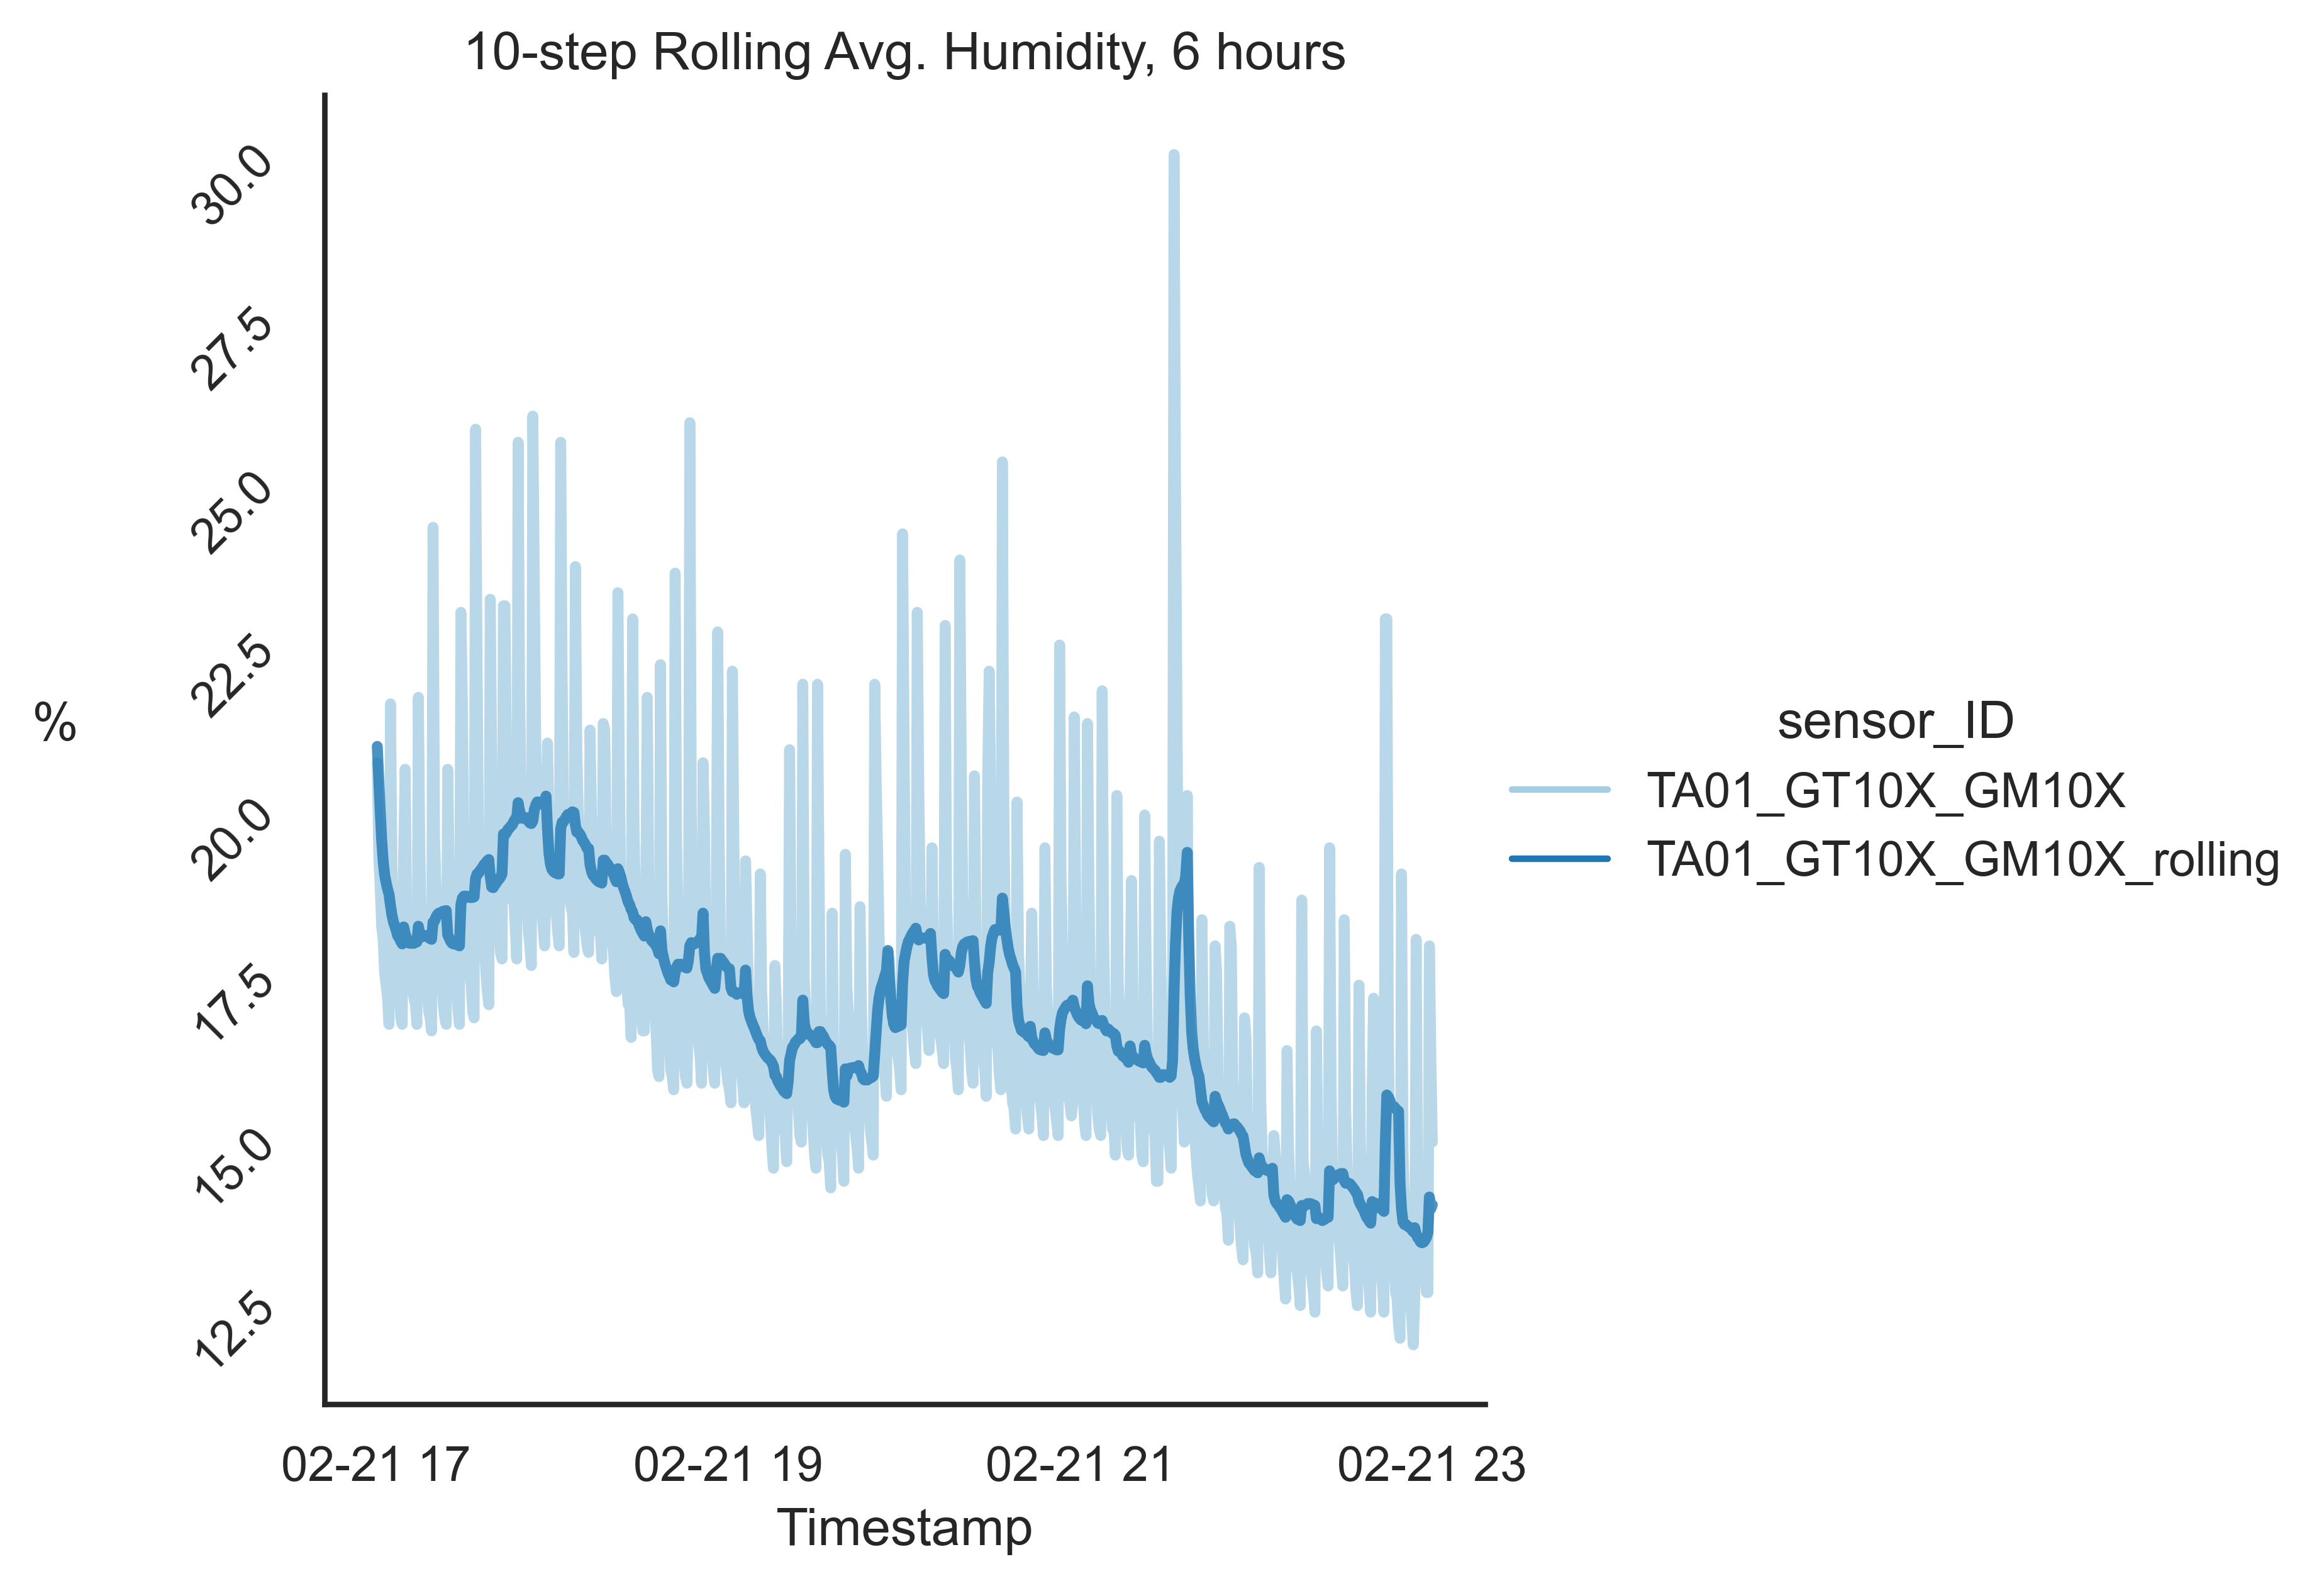 10-step Rolling Avg. Humidity, 6 hours
30.0
27.5
25.0
22.5
20.0
17.5
15.0
12.5
%
02-21 17
02-21 19
02-21 21
02-21 23
Timestamp
sensor_ID
TA01_GT10X_GM10X
TA01_GT10X_GM10X_rolling